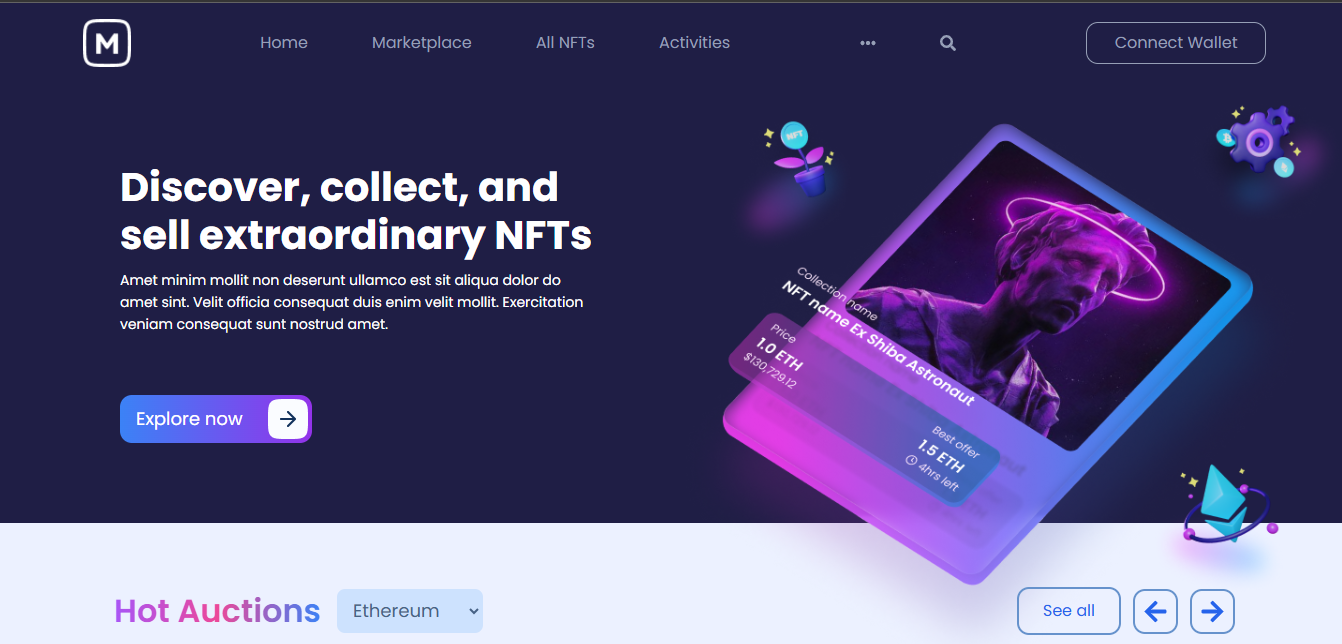 M
Home Marketplace All NFTs Activities ••• Connect Wallet
NFT
Discover, collect, and
sell extraordinary NFTs
Amet minim mollit non deserunt ullamco est sit aliqua dolor do
amet sint. Velit officia consequat duis enim velit mollit. Exercitation
veniam consequat sunt nostrud amet.
Explore now
Collection name
NFT name Ex Shiba Astronaut
Price
1.0 ETH
$130,729.12
Best offer
1.5 ETH
4hrs left
Hot Auctions Ethereum See all